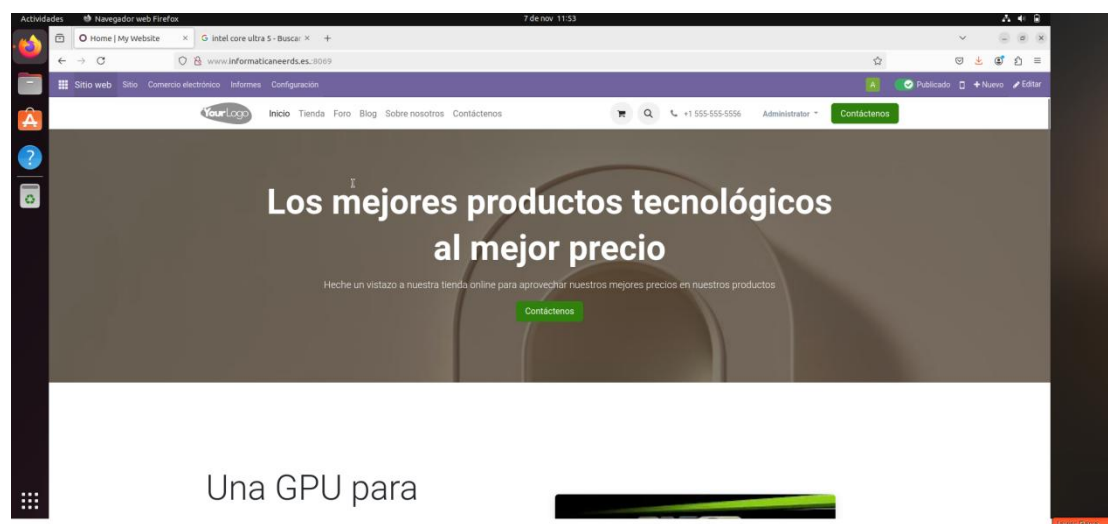 Actividades Navegador web Firefox 7 de nov 11:53
Home | My Website intel core ultra 5 - Buscar
www.informaticaneerds.es.:8069
Sitio web Sitio Comercio electrónico Informes Configuración A Publicado Nuevo Editar
YourLogo Inicio Tienda Foro Blog Sobre nosotros Contáctenos +1 555-555-5556 Administrator Contáctenos
Los mejores productos tecnológicos
al mejor precio
Heche un vistazo a nuestra tienda online para aprovechar nuestros mejores precios en nuestros productos
Contáctenos
Una GPU para